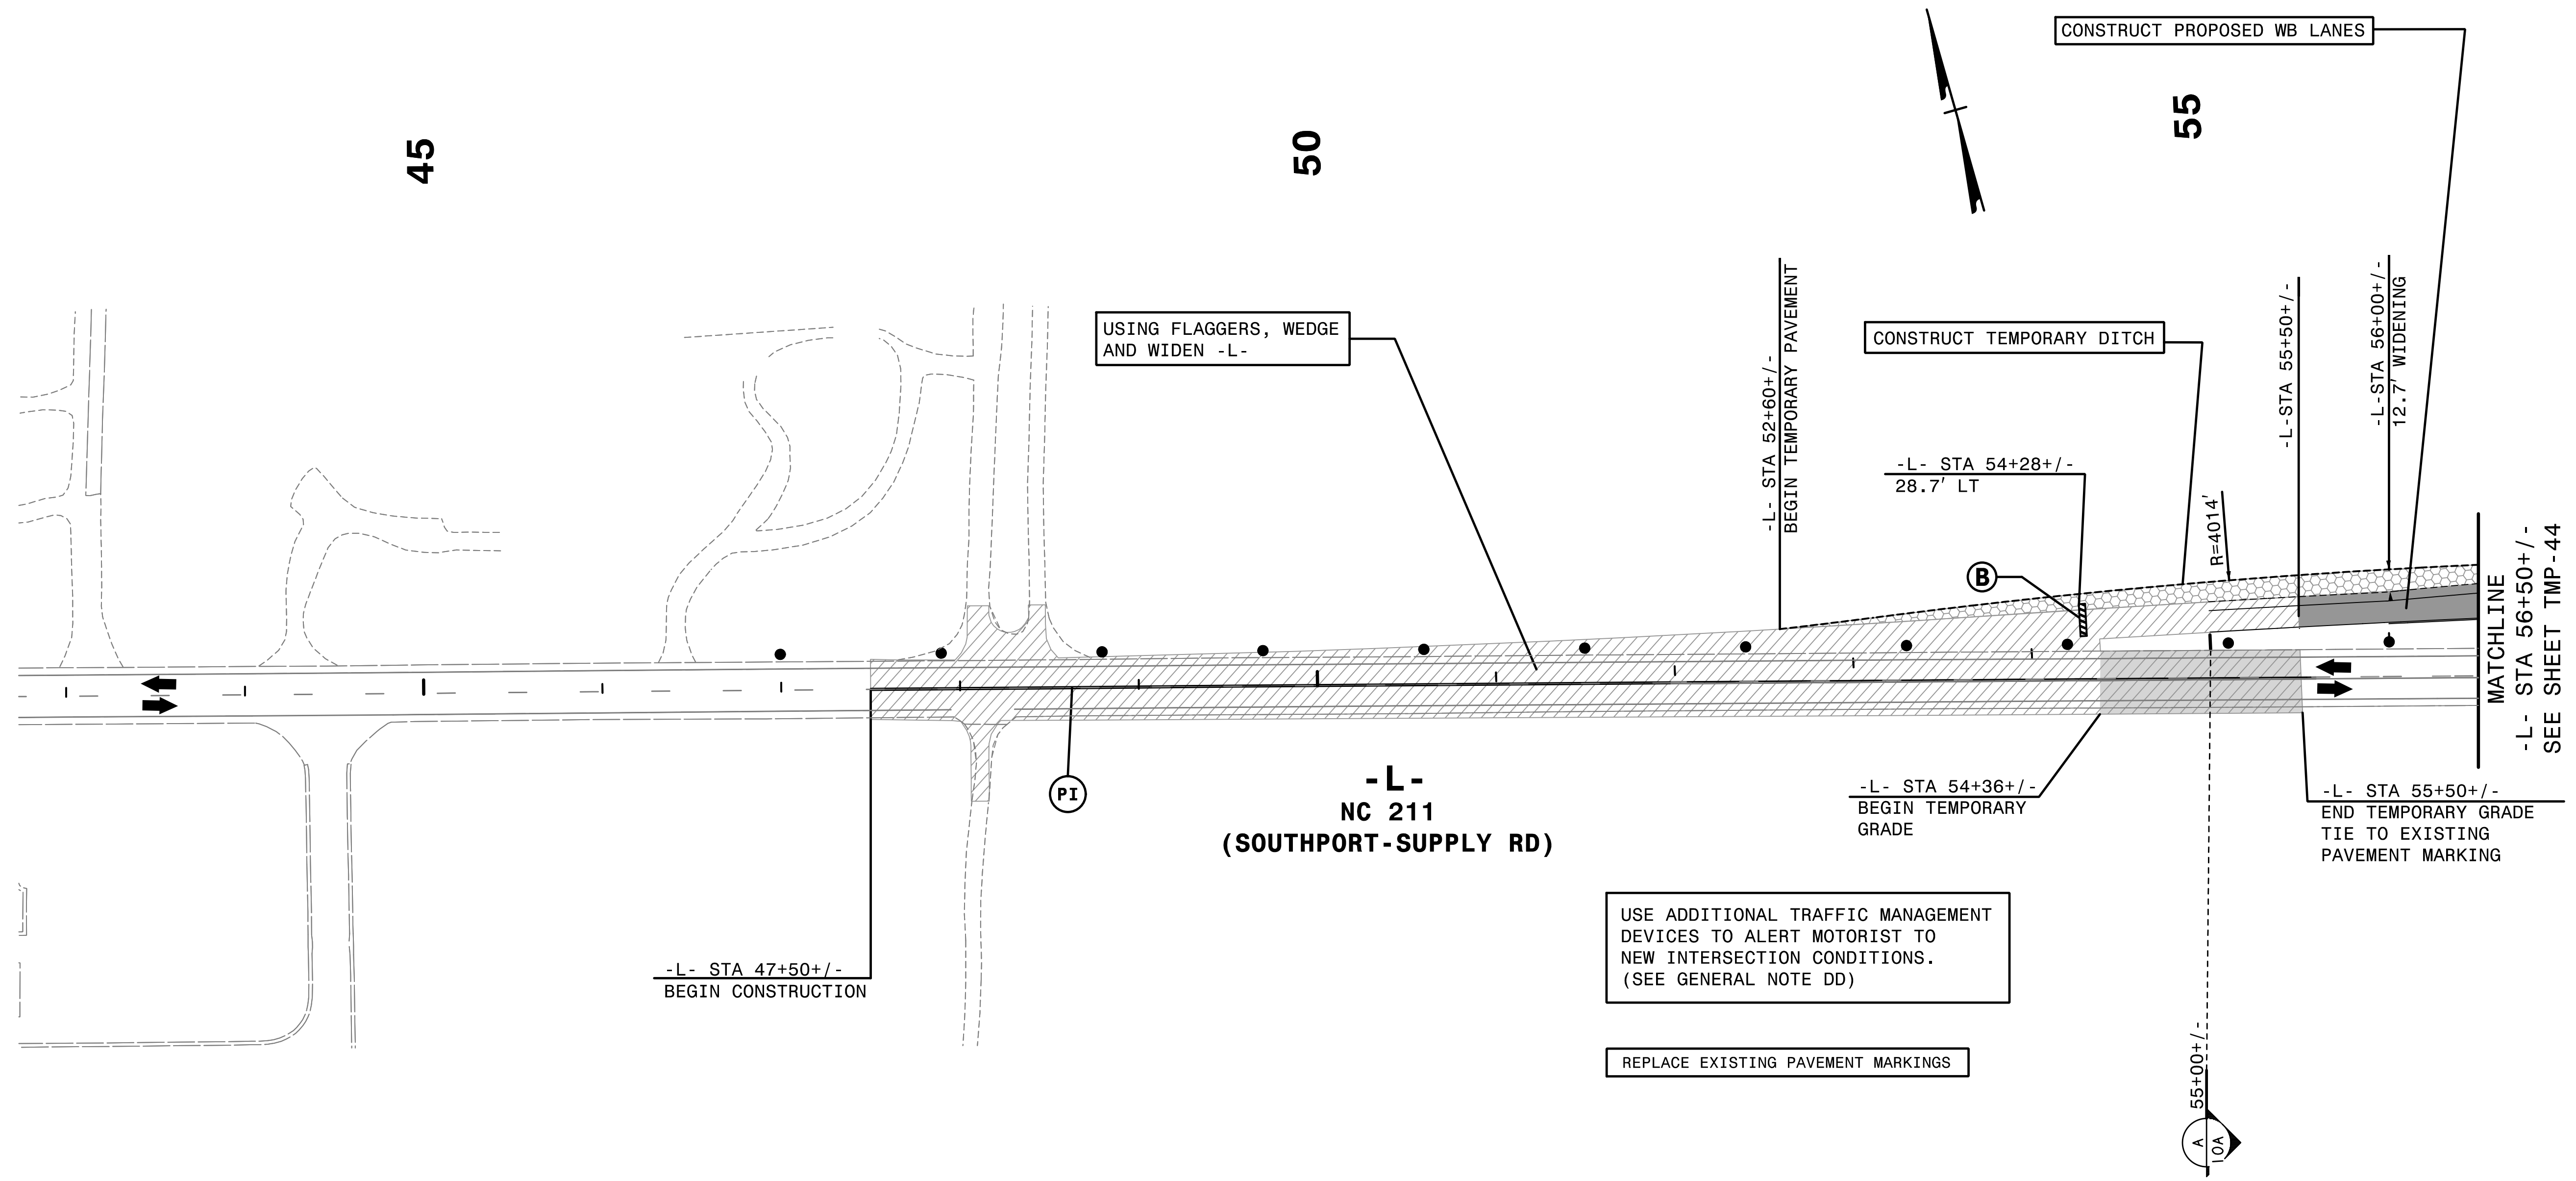 CONSTRUCT PROPOSED WB LANES
45
50
55
USING FLAGGERS, WEDGE
AND WIDEN -L-
-L- STA 52+60+/-
BEGIN TEMPORARY PAVEMENT
CONSTRUCT TEMPORARY DITCH
-L-STA 55+50+/-
-L-STA 56+00+/-
12.7' WIDENING
-L- STA 54+28+/-
28.7' LT
R=4014'
B
MATCHLINE
-L- STA 56+50+/-
SEE SHEET TMP-44
PI
-L-
NC 211
(SOUTHPORT-SUPPLY RD)
-L- STA 54+36+/-
BEGIN TEMPORARY
GRADE
-L- STA 55+50+/-
END TEMPORARY GRADE
TIE TO EXISTING
PAVEMENT MARKING
USE ADDITIONAL TRAFFIC MANAGEMENT
DEVICES TO ALERT MOTORIST TO
NEW INTERSECTION CONDITIONS.
(SEE GENERAL NOTE DD)
-L- STA 47+50+/-
BEGIN CONSTRUCTION
REPLACE EXISTING PAVEMENT MARKINGS
55+00+/-
A
10A